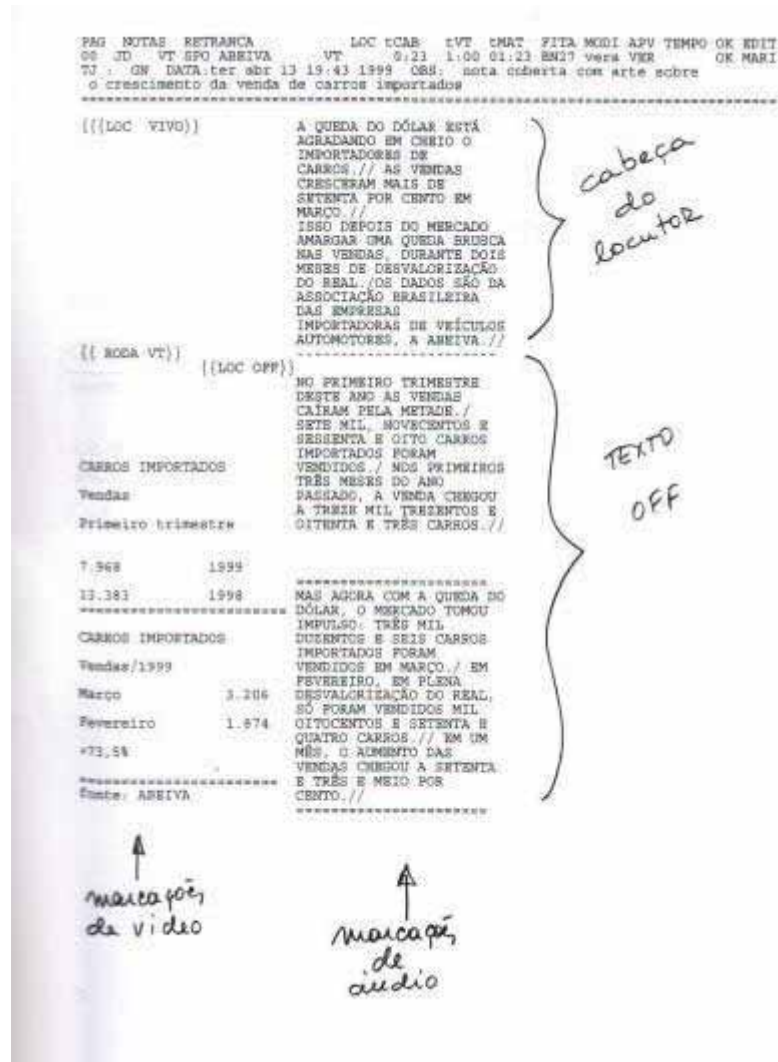 PAG NOTAS RETRANCA LOC tCAB tVT tMAT FITA MODI APV TEMPO OK EDIT
00 JD VT SPO ABEIVA VT 0:23 1:00 01:23 EN27 vera VER OK MARI
TJ : GN DATA:ter abr 13 19:43 1999 OBS: nota coberta com arte sobre
o crescimento da venda de carros importados
{{{LOC VIVO}}
A QUEDA DO DÓLAR ESTÁ
AGRADANDO EM CHEIO O
IMPORTADORES DE
CARROS.// AS VENDAS
CRESCERAM MAIS DE
SETENTA POR CENTO EM
MARÇO.//
ISSO DEPOIS DO MERCADO
AMARGAR UMA QUEDA BRUSCA
NAS VENDAS, DURANTE DOIS
MESES DE DESVALORIZAÇÃO
DO REAL./OS DADOS SÃO DA
ASSOCIAÇÃO BRASILEIRA
DAS EMPRESAS
IMPORTADORAS DE VEÍCULOS
AUTOMOTORES, A ABEIVA.//
cabeça
do
locutor
{{ RODA VT}}
{{LOC OFF}}
NO PRIMEIRO TRIMESTRE
DESTE ANO AS VENDAS
CAÍRAM PELA METADE./
SETE MIL, NOVECENTOS E
SESSENTA E OITO CARROS
IMPORTADOS FORAM
VENDIDOS./ NOS PRIMEIROS
TRÊS MESES DO ANO
PASSADO, A VENDA CHEGOU
A TREZE MIL TREZENTOS E
OITENTA E TRÊS CARROS.//
TEXTO
OFF
CARROS IMPORTADOS
Vendas
Primeiro trimestre
7.968 1999
13.383 1998
MAS AGORA COM A QUEDA DO
DÓLAR, O MERCADO TOMOU
IMPULSO: TRÊS MIL
DUZENTOS E SEIS CARROS
IMPORTADOS FORAM
VENDIDOS EM MARÇO./ EM
FEVEREIRO, EM PLENA
DESVALORIZAÇÃO DO REAL,
SÓ FORAM VENDIDOS MIL
OITOCENTOS E SETENTA E
QUATRO CARROS.// EM UM
MÊS, O AUMENTO DAS
VENDAS CHEGOU A SETENTA
E TRÊS E MEIO POR
CENTO.//
CARROS IMPORTADOS
Vendas/1999
Março 3.206
Fevereiro 1.874
+73,5%
fonte: ABEIVA
marcações
de video
marcações
de
áudio